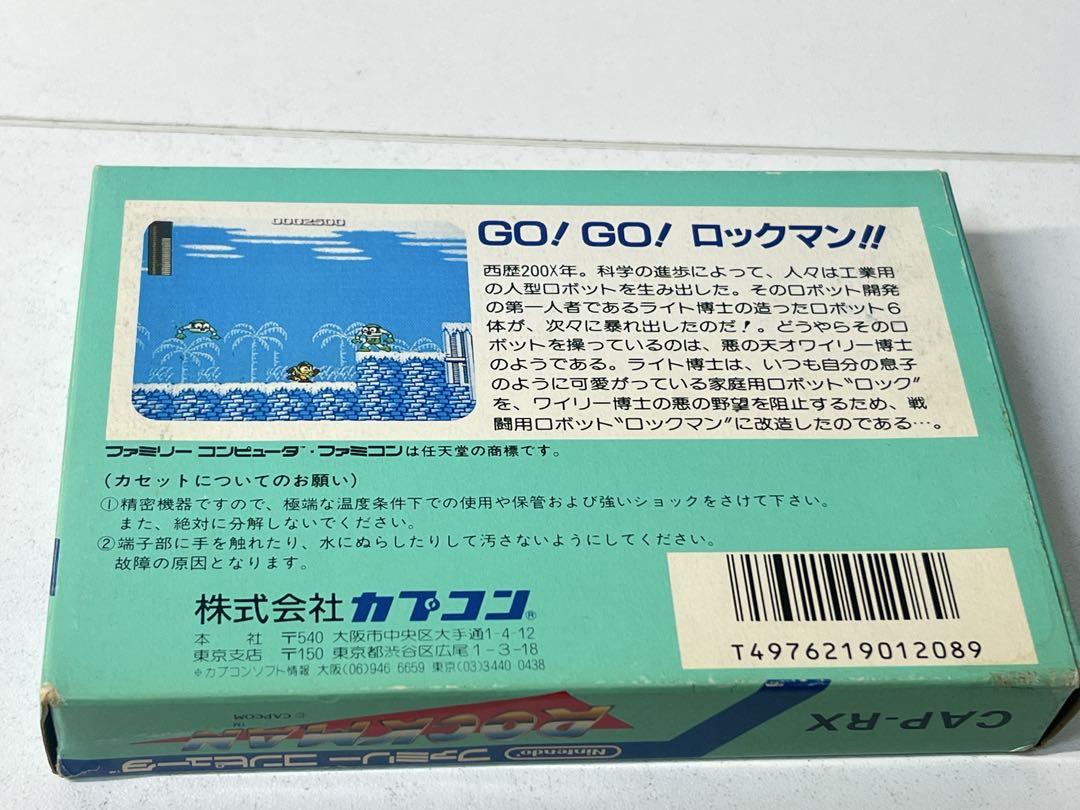 0002500
GO! GO! ロックマン!!
西歴200X年。科学の進歩によって、人々は工業用
の人型ロボットを生み出した。そのロボット開発
の第一人者であるライト博士の造ったロボット6
体が、次々に暴れ出したのだ！。どうやらそのロ
ボットを操っているのは、悪の天才ワイリー博士
のようである。ライト博士は、いつも自分の息子
のように可愛がっている家庭用ロボット“ロック”
を、ワイリー博士の悪の野望を阻止するため、戦
闘用ロボット“ロックマン”に改造したのである…。
ファミリーコンピュータ™・ファミコンは任天堂の商標です。
(カセットについてのお願い)
①精密機器ですので、極端な温度条件下での使用や保管および強いショックをさけて下さい。
また、絶対に分解しないでください。
②端子部に手を触れたり、水にぬらしたりして汚さないようにしてください。
故障の原因となります。
株式会社 カプコン®
本 社 〒540 大阪市中央区大手通1-4-12
東京支店 〒150 東京都渋谷区広尾1-3-18
※カプコンソフト情報 大阪(06)946 6659 東京(03)3440 0438
T4976219012089
CAP-RX
ROCKMAN™
© CAPCOM
Nintendo® ファミリーコンピュータ™